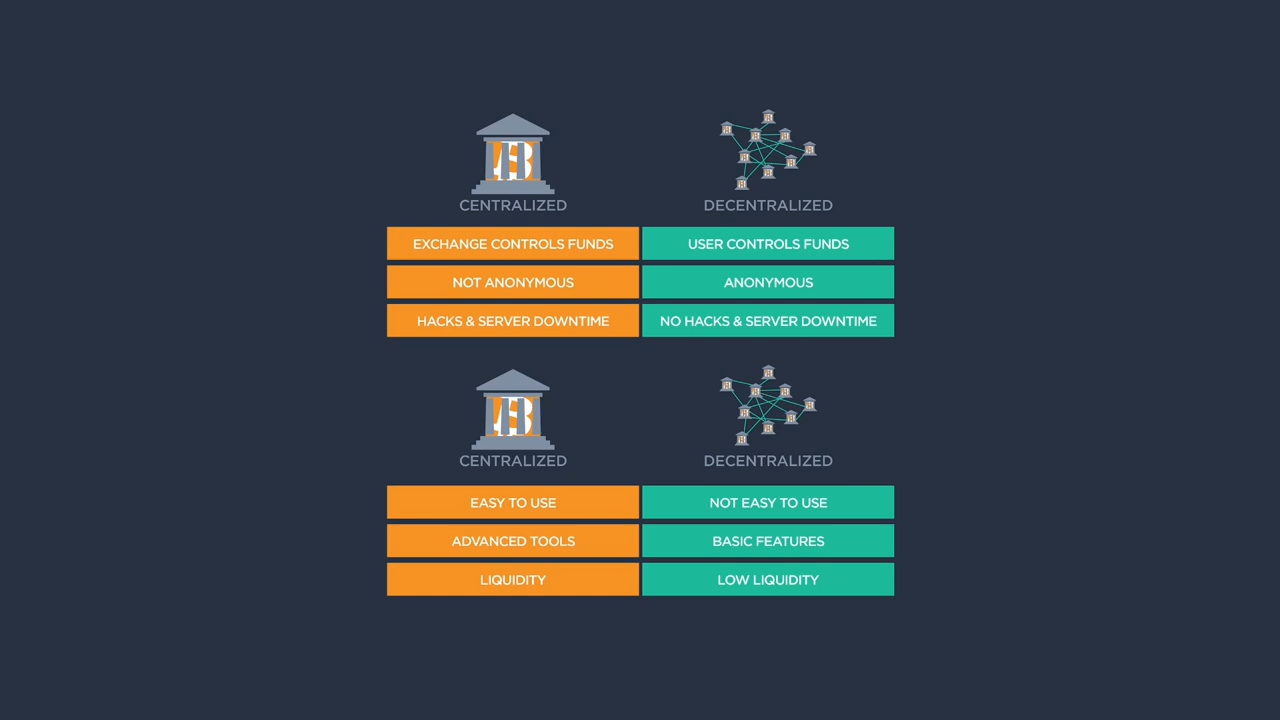 CENTRALIZED
DECENTRALIZED
EXCHANGE CONTROLS FUNDS
USER CONTROLS FUNDS
NOT ANONYMOUS
ANONYMOUS
HACKS & SERVER DOWNTIME
NO HACKS & SERVER DOWNTIME
CENTRALIZED
DECENTRALIZED
EASY TO USE
NOT EASY TO USE
ADVANCED TOOLS
BASIC FEATURES
LIQUIDITY
LOW LIQUIDITY